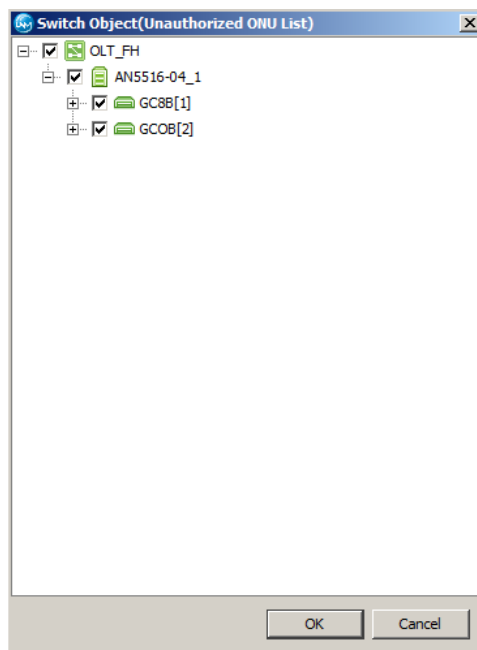 Switch Object(Unauthorized ONU List)
OLT_FH
AN5516-04_1
GC8B[1]
GCOB[2]
OK
Cancel